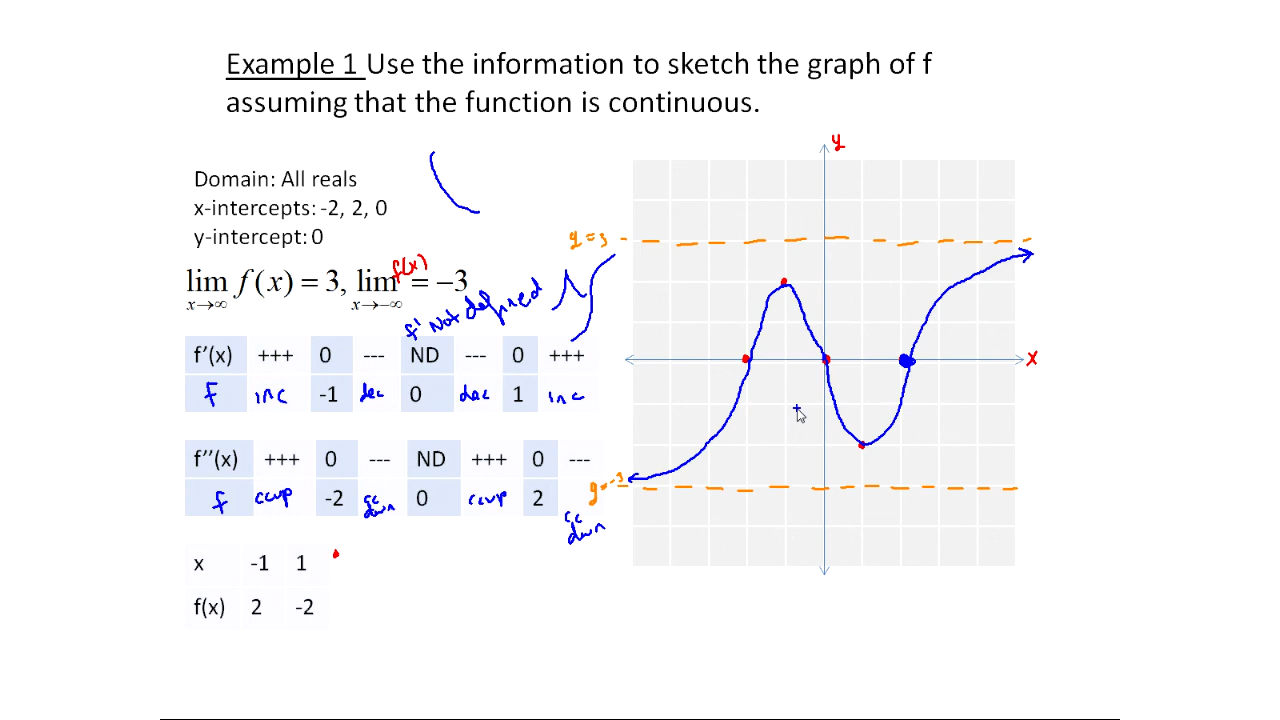 Example 1 Use the information to sketch the graph of f
assuming that the function is continuous.
Domain: All reals
x-intercepts: -2, 2, 0
y-intercept: 0
lim f(x) = 3, lim f(x) = −3
x→∞ x→−∞
f' Not defined
f'(x) +++ 0 --- ND --- 0 +++
f inc -1 dec 0 dec 1 inc
f''(x) +++ 0 --- ND +++ 0 ---
f ccup -2 cc down 0 ccup 2 cc down
x -1 1
f(x) 2 -2
y
y = 3
x
y = -3